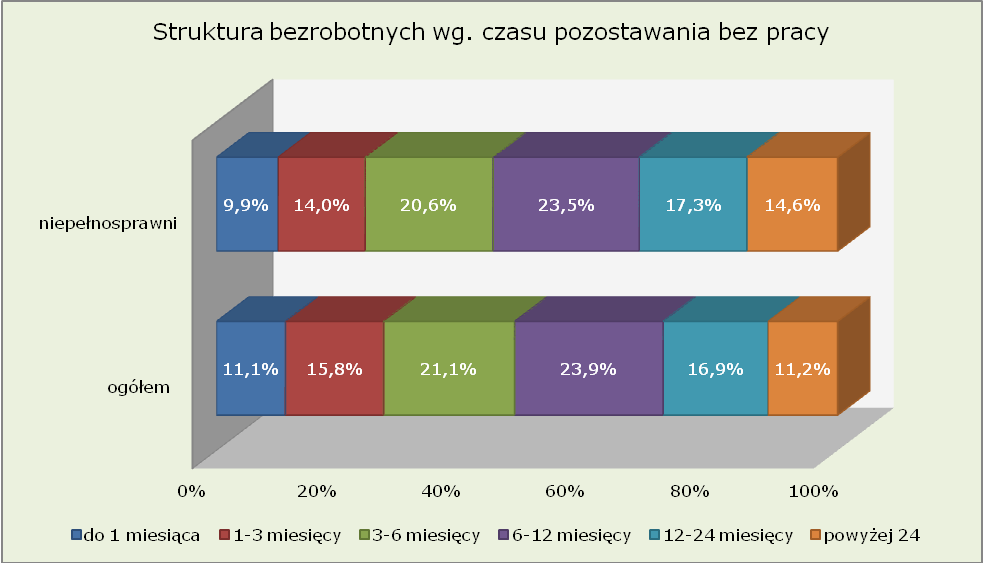 Struktura bezrobotnych wg. czasu pozostawania bez pracy
niepełnosprawni
9,9% 14,0% 20,6% 23,5% 17,3% 14,6%
ogółem
11,1% 15,8% 21,1% 23,9% 16,9% 11,2%
0% 20% 40% 60% 80% 100%
do 1 miesiąca 1-3 miesięcy 3-6 miesięcy 6-12 miesięcy 12-24 miesięcy powyżej 24